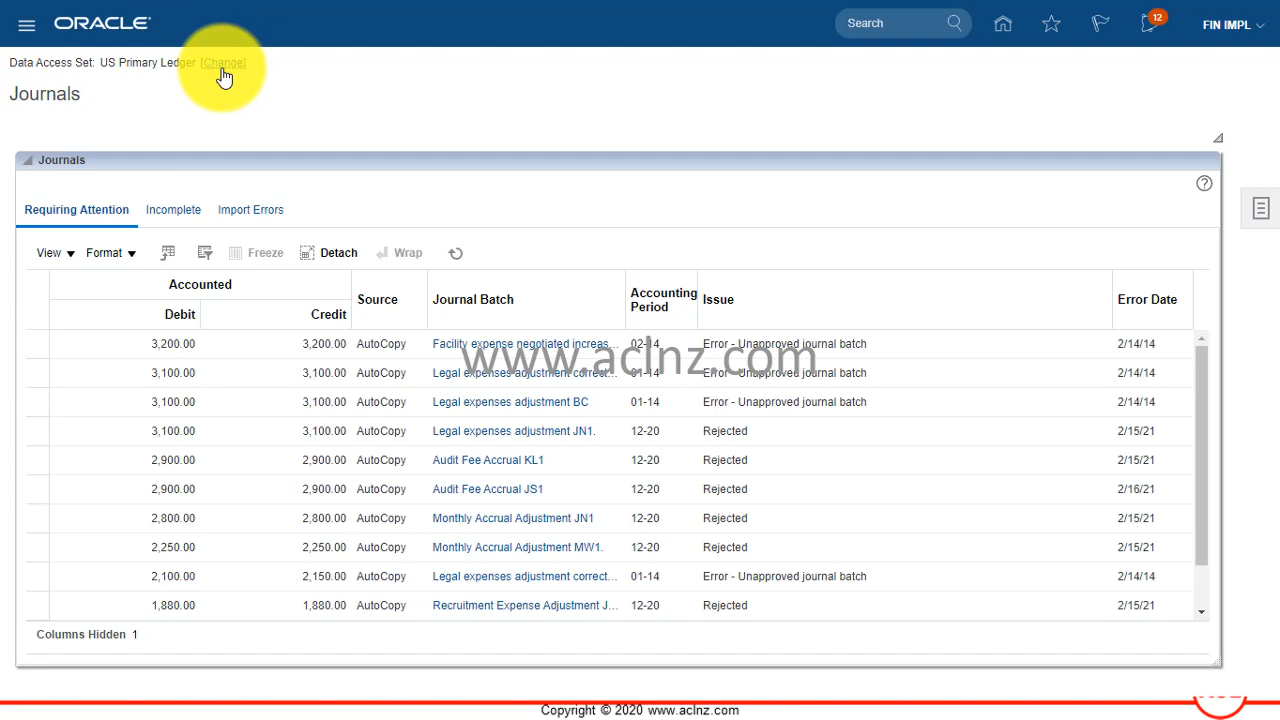 ORACLE
Search
12
FIN IMPL
Data Access Set: US Primary Ledger [Change]
Journals
Journals
Requiring Attention Incomplete Import Errors
View Format Freeze Detach Wrap
Accounted
Debit Credit Source Journal Batch Accounting Period Issue Error Date
3,200.00 3,200.00 AutoCopy Facility expense negotiated increas... 02-14 Error - Unapproved journal batch 2/14/14
www.aclnz.com
3,100.00 3,100.00 AutoCopy Legal expenses adjustment correct... 01-14 Error - Unapproved journal batch 2/14/14
3,100.00 3,100.00 AutoCopy Legal expenses adjustment BC 01-14 Error - Unapproved journal batch 2/14/14
3,100.00 3,100.00 AutoCopy Legal expenses adjustment JN1. 12-20 Rejected 2/15/21
2,900.00 2,900.00 AutoCopy Audit Fee Accrual KL1 12-20 Rejected 2/15/21
2,900.00 2,900.00 AutoCopy Audit Fee Accrual JS1 12-20 Rejected 2/16/21
2,800.00 2,800.00 AutoCopy Monthly Accrual Adjustment JN1 12-20 Rejected 2/15/21
2,250.00 2,250.00 AutoCopy Monthly Accrual Adjustment MW1. 12-20 Rejected 2/15/21
2,100.00 2,150.00 AutoCopy Legal expenses adjustment correct... 01-14 Error - Unapproved journal batch 2/14/14
1,880.00 1,880.00 AutoCopy Recruitment Expense Adjustment J... 12-20 Rejected 2/15/21
Columns Hidden 1
Copyright © 2020 www.aclnz.com